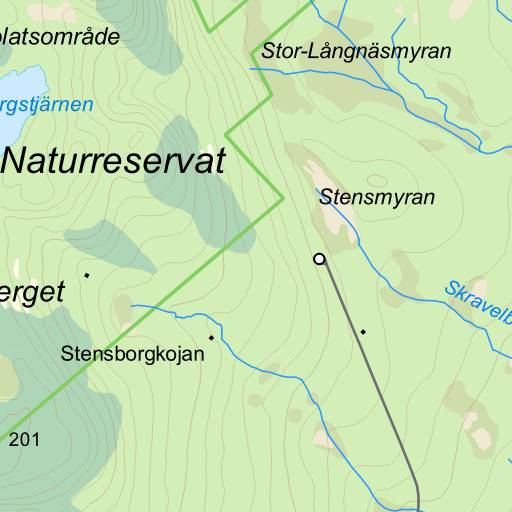 platsområde
Stor-Långnäsmyran
rgstjärnen
Naturreservat
Stensmyran
erget
Skravelb
Stensborgkojan
201